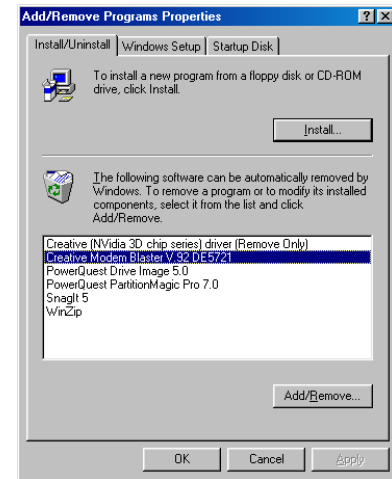 Add/Remove Programs Properties
Install/Uninstall Windows Setup Startup Disk
To install a new program from a floppy disk or CD-ROM
drive, click Install.
Install...
The following software can be automatically removed by
Windows. To remove a program or to modify its installed
components, select it from the list and click
Add/Remove.
Creative (NVidia 3D chip series) driver (Remove Only)
Creative Modem Blaster V.92 DE5721
PowerQuest Drive Image 5.0
PowerQuest PartitionMagic Pro 7.0
SnagIt 5
WinZip
Add/Remove...
OK Cancel Apply